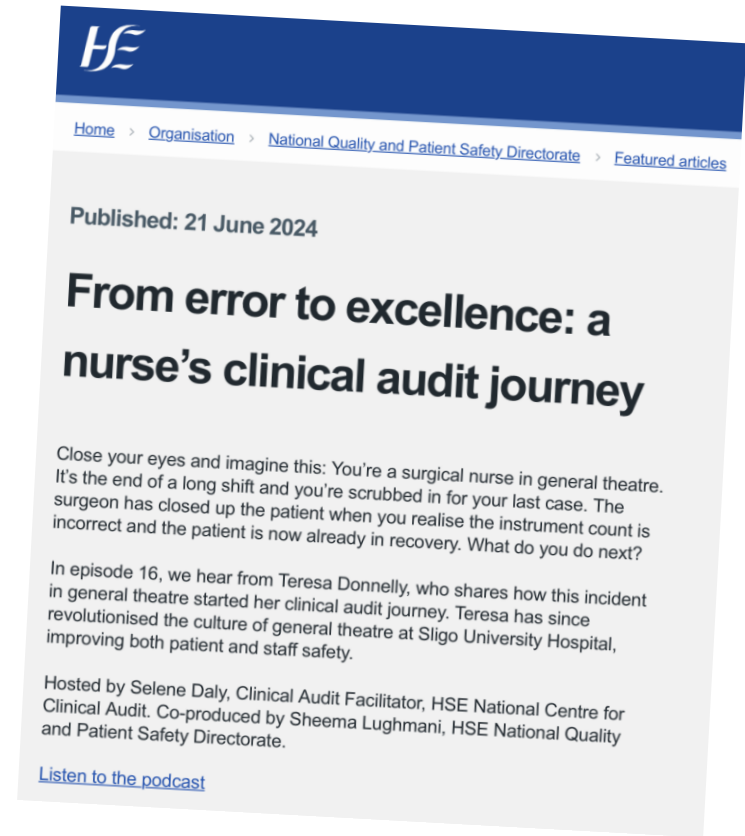 HSE
Home > Organisation > National Quality and Patient Safety Directorate > Featured articles
Published: 21 June 2024
From error to excellence: a
nurse’s clinical audit journey
Close your eyes and imagine this: You’re a surgical nurse in general theatre.
It’s the end of a long shift and you’re scrubbed in for your last case. The
surgeon has closed up the patient when you realise the instrument count is
incorrect and the patient is now already in recovery. What do you do next?
In episode 16, we hear from Teresa Donnelly, who shares how this incident
in general theatre started her clinical audit journey. Teresa has since
revolutionised the culture of general theatre at Sligo University Hospital,
improving both patient and staff safety.
Hosted by Selene Daly, Clinical Audit Facilitator, HSE National Centre for
Clinical Audit. Co-produced by Sheema Lughmani, HSE National Quality
and Patient Safety Directorate.
Listen to the podcast